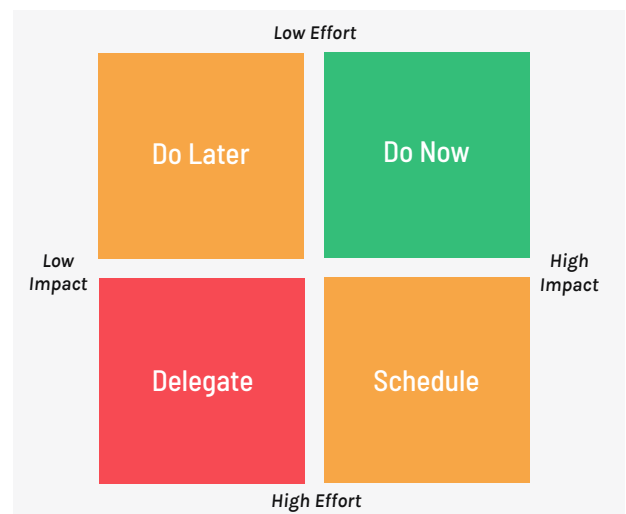 Low Effort
Do Later
Do Now
Low
Impact
High
Impact
Delegate
Schedule
High Effort